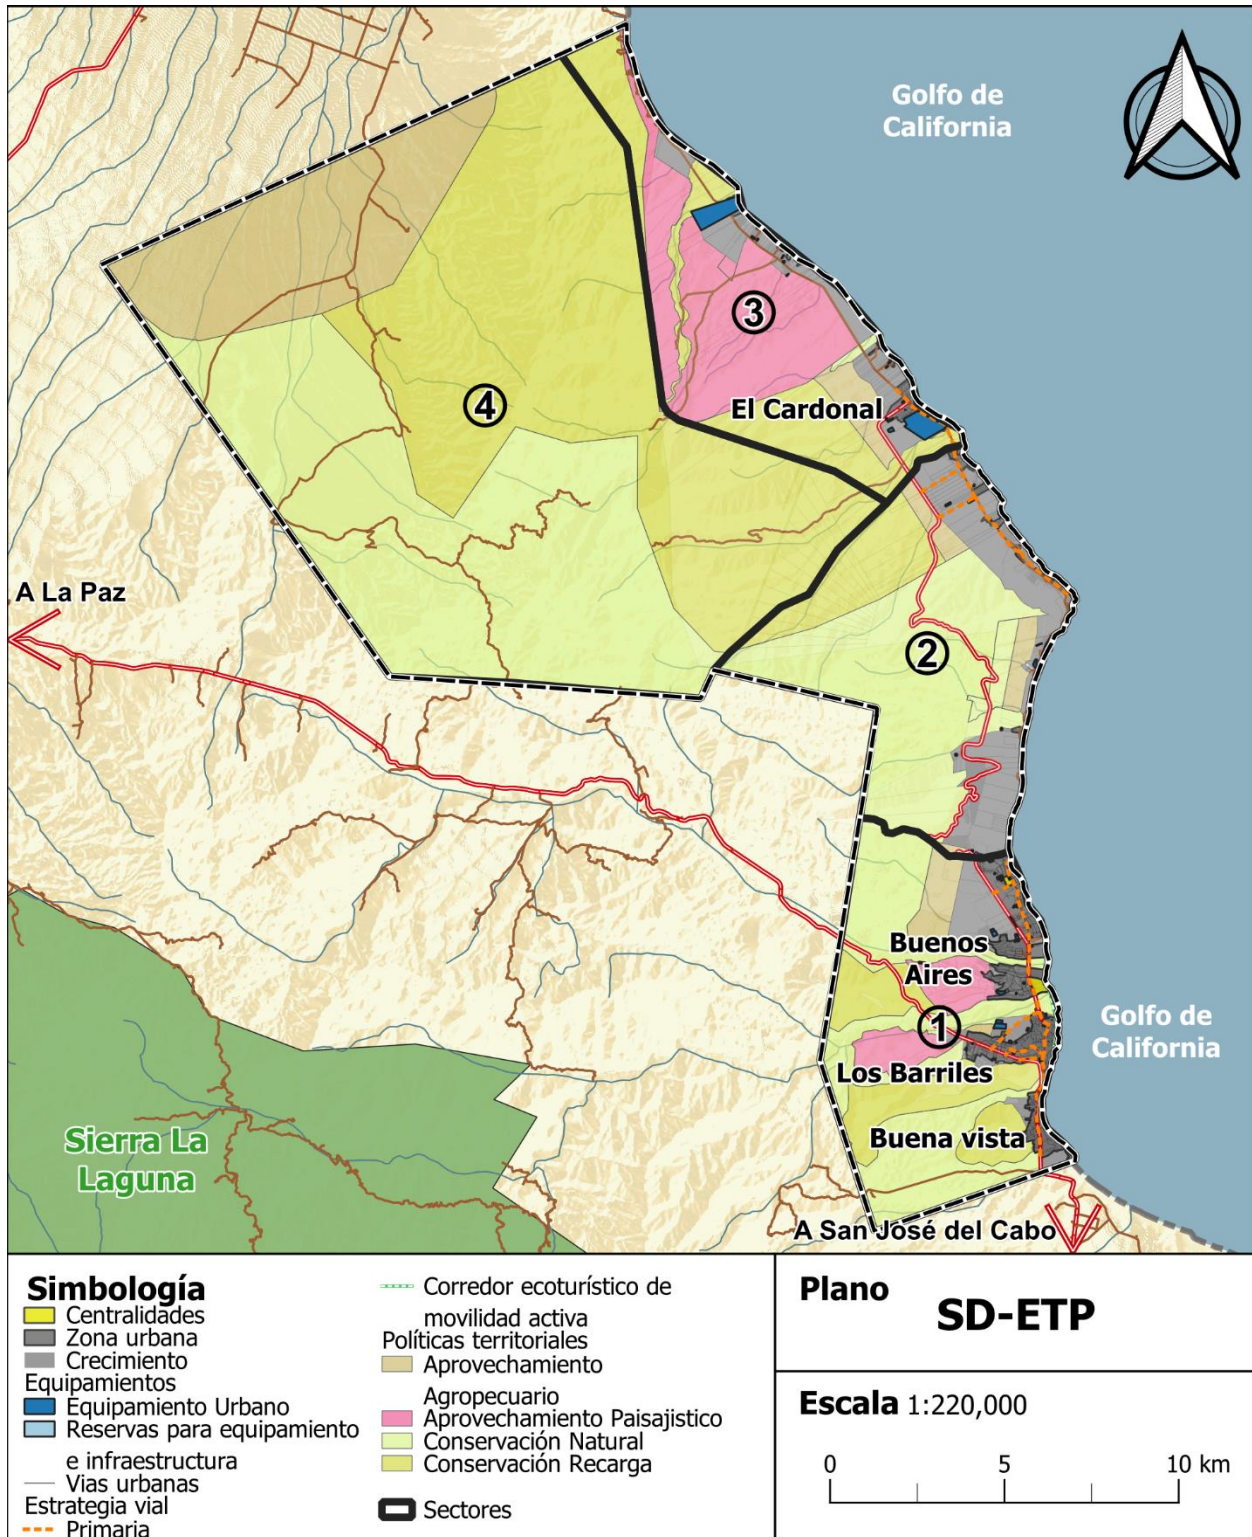 Golfo de
California
3
4
El Cardonal
A La Paz
2
Buenos
Aires
1
Golfo de
California
Los Barriles
Sierra La
Laguna
Buena vista
A San José del Cabo
Simbología
Centralidades
Zona urbana
Crecimiento
Equipamientos
Equipamiento Urbano
Reservas para equipamiento
e infraestructura
Vias urbanas
Estrategia vial
Primaria
Corredor ecoturístico de
movilidad activa
Políticas territoriales
Aprovechamiento
Agropecuario
Aprovechamiento Paisajistico
Conservación Natural
Conservación Recarga
Sectores
Plano
SD-ETP
Escala 1:220,000
0 5 10 km